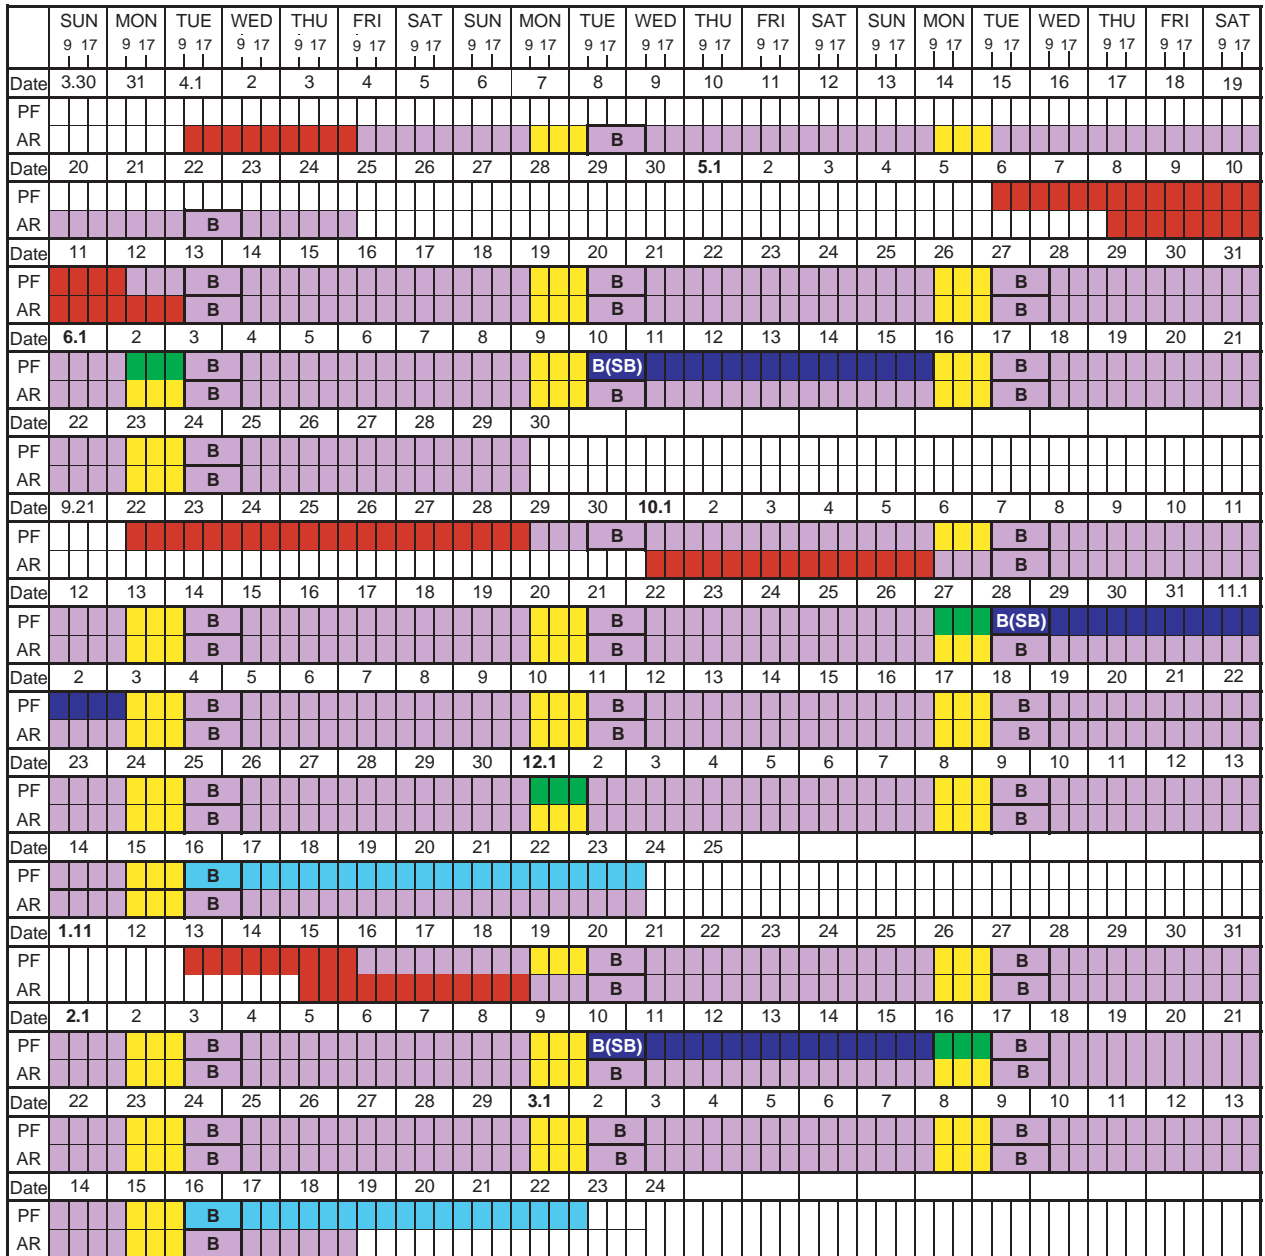 SUN MON TUE WED THU FRI SAT SUN MON TUE WED THU FRI SAT SUN MON TUE WED THU FRI SAT
9 17 9 17 9 17 9 17 9 17 9 17 9 17 9 17 9 17 9 17 9 17 9 17 9 17 9 17 9 17 9 17 9 17 9 17 9 17 9 17 9 17
Date 3.30 31 4.1 2 3 4 5 6 7 8 9 10 11 12 13 14 15 16 17 18 19
PF
AR B
Date 20 21 22 23 24 25 26 27 28 29 30 5.1 2 3 4 5 6 7 8 9 10
PF
AR B
Date 11 12 13 14 15 16 17 18 19 20 21 22 23 24 25 26 27 28 29 30 31
PF B B B
AR B B B
Date 6.1 2 3 4 5 6 7 8 9 10 11 12 13 14 15 16 17 18 19 20 21
PF B B(SB) B
AR B B B
Date 22 23 24 25 26 27 28 29 30
PF B
AR B
Date 9.21 22 23 24 25 26 27 28 29 30 10.1 2 3 4 5 6 7 8 9 10 11
PF B B
AR B
Date 12 13 14 15 16 17 18 19 20 21 22 23 24 25 26 27 28 29 30 31 11.1
PF B B B(SB)
AR B B B
Date 2 3 4 5 6 7 8 9 10 11 12 13 14 15 16 17 18 19 20 21 22
PF B B B
AR B B B
Date 23 24 25 26 27 28 29 30 12.1 2 3 4 5 6 7 8 9 10 11 12 13
PF B B
AR B B
Date 14 15 16 17 18 19 20 21 22 23 24 25
PF B
AR B
Date 1.11 12 13 14 15 16 17 18 19 20 21 22 23 24 25 26 27 28 29 30 31
PF B B
AR B B
Date 2.1 2 3 4 5 6 7 8 9 10 11 12 13 14 15 16 17 18 19 20 21
PF B B(SB) B
AR B B B
Date 22 23 24 25 26 27 28 29 3.1 2 3 4 5 6 7 8 9 10 11 12 13
PF B B B
AR B B B
Date 14 15 16 17 18 19 20 21 22 23 24
PF B
AR B